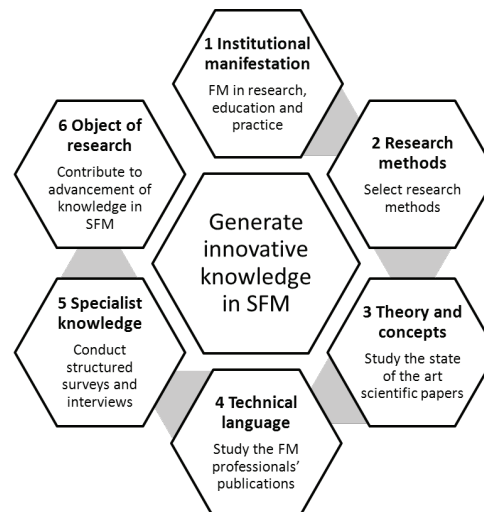 1 Institutional
manifestation
FM in research,
education and
practice
2 Research
methods
Select research
methods
3 Theory and
concepts
Study the state
of the art
scientific papers
4 Technical
language
Study the FM
professionals’
publications
5 Specialist
knowledge
Conduct
structured
surveys and
interviews
6 Object of
research
Contribute to
advancement of
knowledge in
SFM
Generate
innovative
knowledge
in SFM